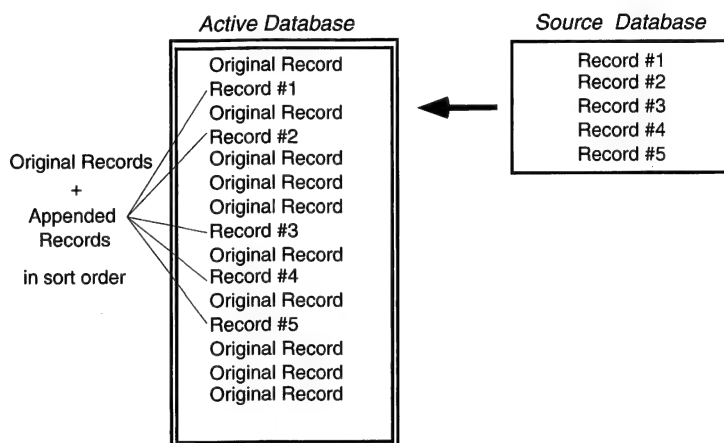 Active Database
Original Record
Record #1
Original Record
Record #2
Original Record
Original Record
Original Record
Record #3
Original Record
Record #4
Original Record
Record #5
Original Record
Original Record
Original Record
Source Database
Record #1
Record #2
Record #3
Record #4
Record #5
Original Records
+
Appended
Records
in sort order